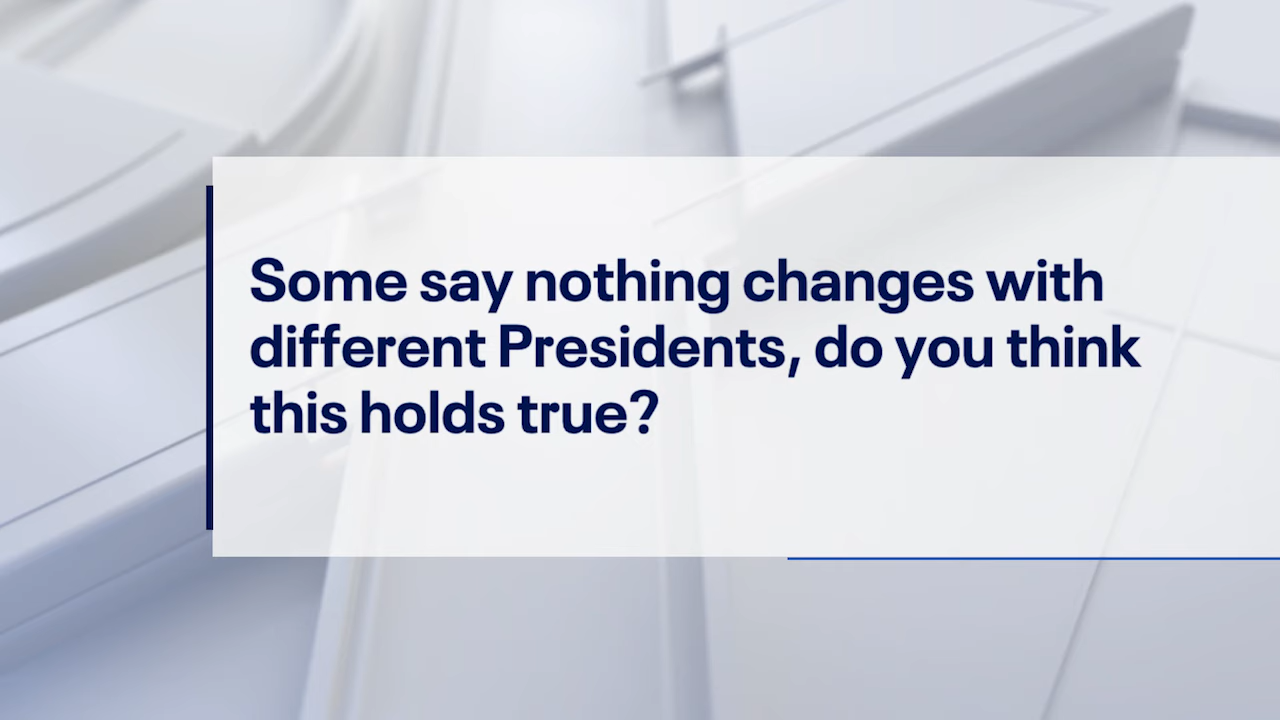 Some say nothing changes with
different Presidents, do you think
this holds true?